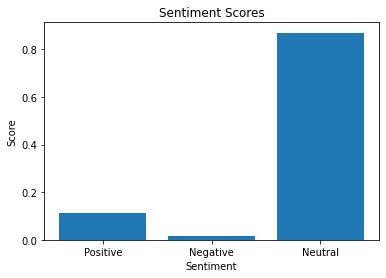 Sentiment Scores
Score
0.8
0.6
0.4
0.2
0.0
Positive Negative Neutral
Sentiment